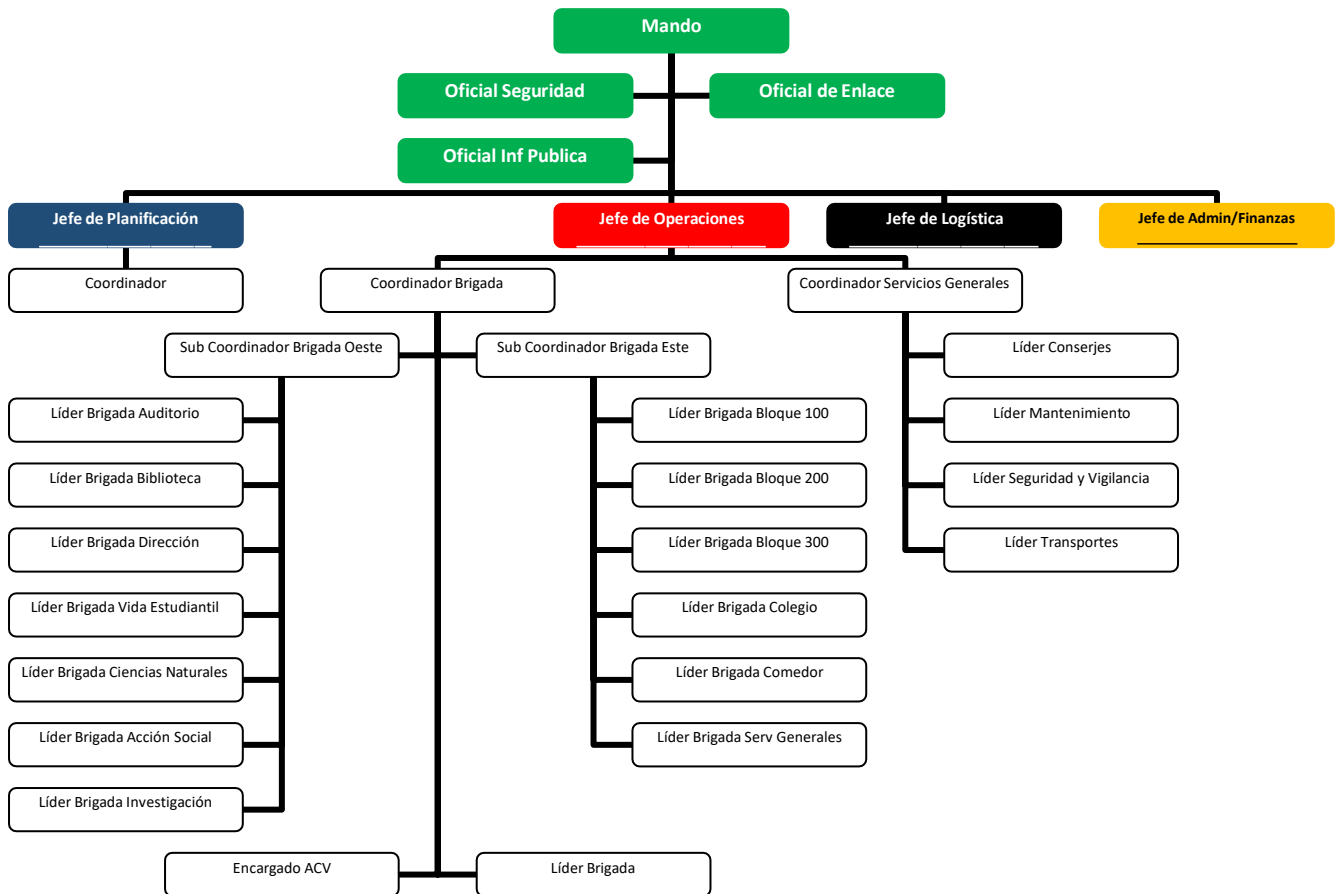 Mando
Oficial Seguridad
Oficial de Enlace
Oficial Inf Publica
Jefe de Planificación
Jefe de Operaciones
Jefe de Logística
Jefe de Admin/Finanzas
Coordinador
Coordinador Brigada
Coordinador Servicios Generales
Sub Coordinador Brigada Oeste
Sub Coordinador Brigada Este
Líder Conserjes
Líder Brigada Auditorio
Líder Brigada Bloque 100
Líder Mantenimiento
Líder Brigada Biblioteca
Líder Brigada Bloque 200
Líder Seguridad y Vigilancia
Líder Brigada Dirección
Líder Brigada Bloque 300
Líder Transportes
Líder Brigada Vida Estudiantil
Líder Brigada Colegio
Líder Brigada Ciencias Naturales
Líder Brigada Comedor
Líder Brigada Acción Social
Líder Brigada Serv Generales
Líder Brigada Investigación
Encargado ACV
Líder Brigada